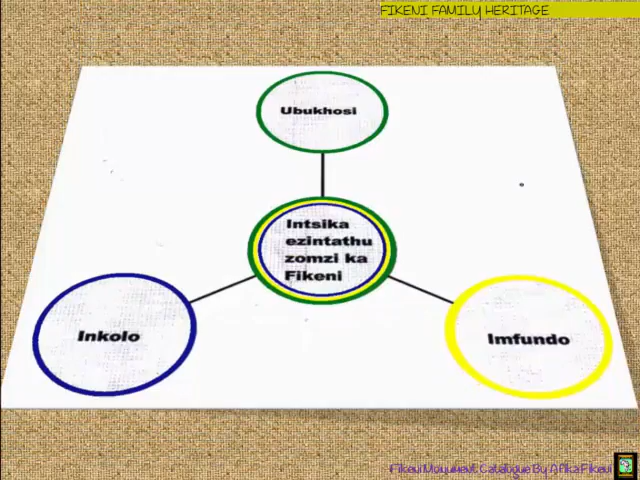 FIKENI FAMILY HERITAGE
Ubukhosi
Intsika
ezintathu
zomzi ka
Fikeni
Inkolo
Imfundo
Fikeni Monument Catalogue By Afika Fikeni